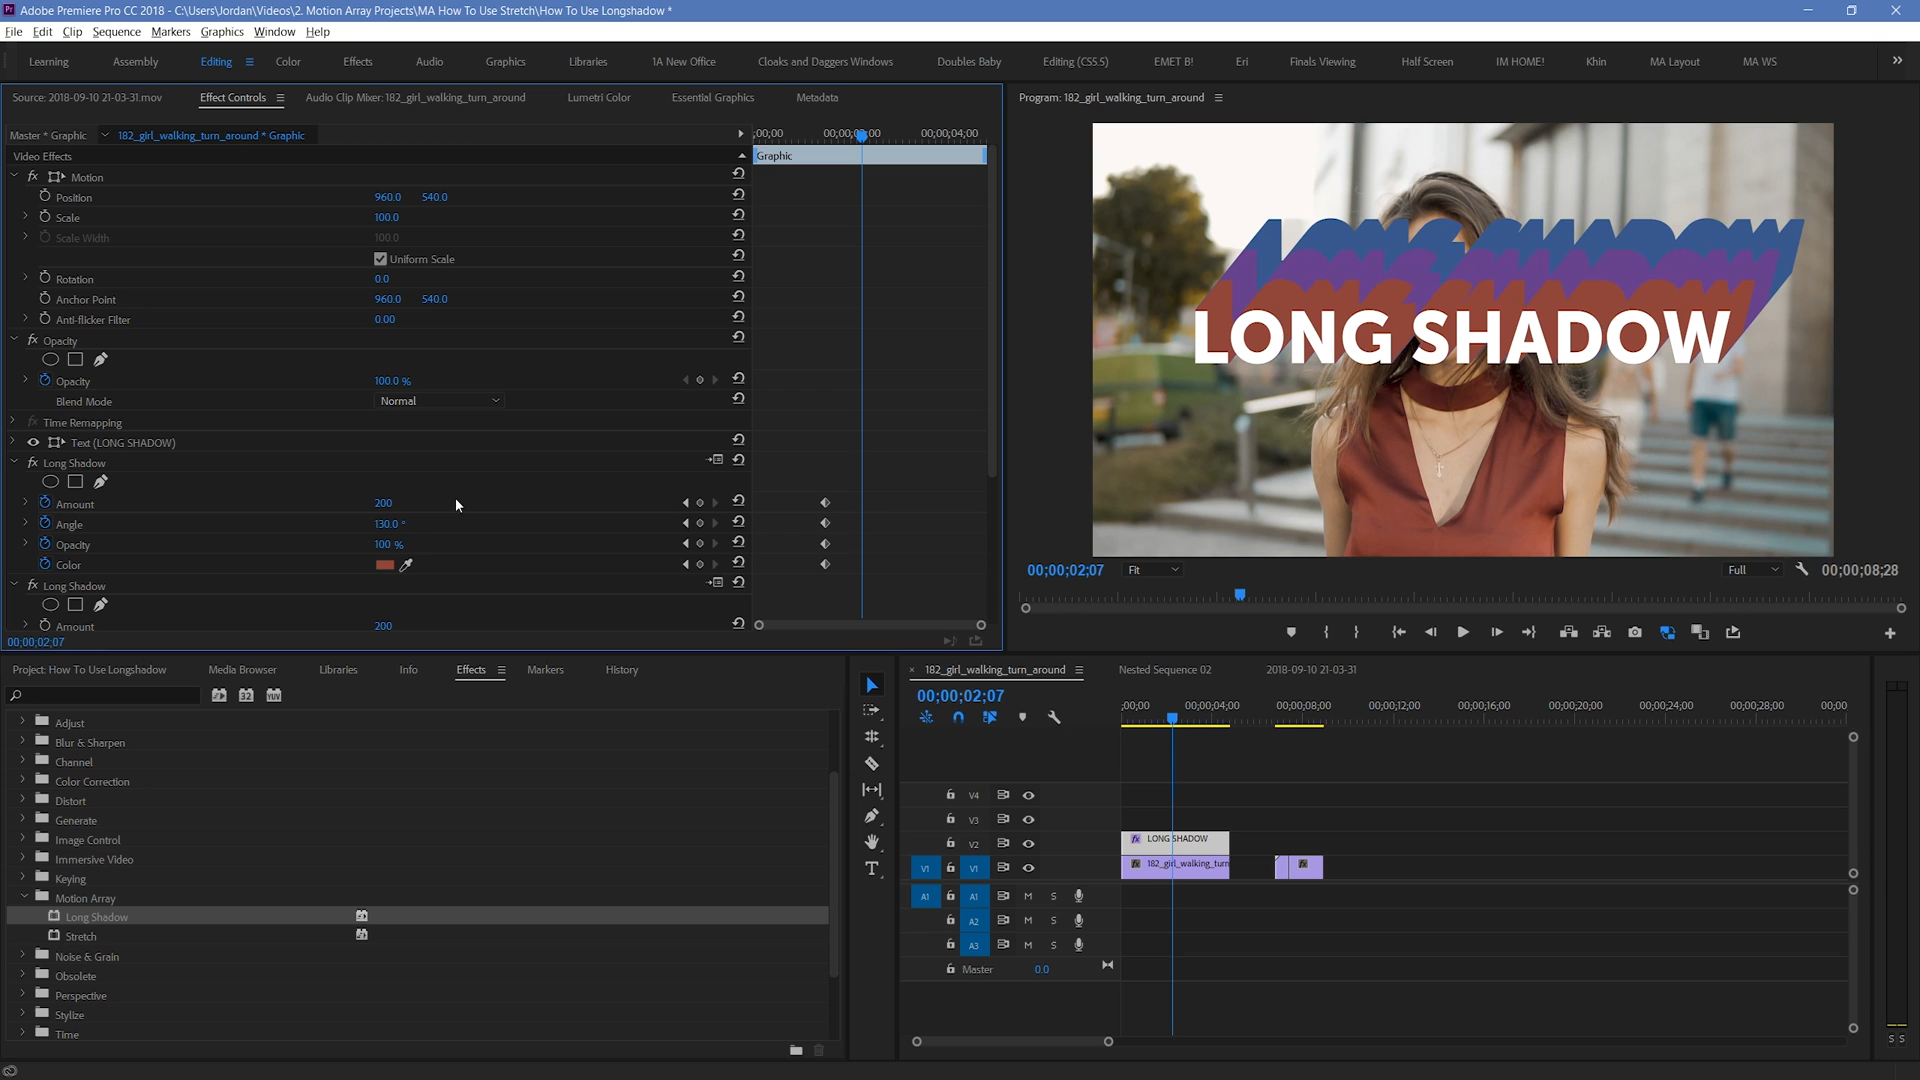 Adobe Premiere Pro CC 2018 - C:\Users\Jordan\Videos\2. Motion Array Projects\MA How To Use Stretch\How To Use Longshadow *
File Edit Clip Sequence Markers Graphics Window Help
Learning Assembly Editing Color Effects Audio Graphics Libraries 1A New Office Cloaks and Daggers Windows Doubles Baby Editing (CS5.5) EMET B! Eri Finals Viewing Half Screen IM HOME! Khin MA Layout MA WS
Source: 2018-09-10 21-03-31.mov Effect Controls Audio Clip Mixer: 182_girl_walking_turn_around Lumetri Color Essential Graphics Metadata
Master * Graphic 182_girl_walking_turn_around * Graphic
;00;00 00;00;04;00
Video Effects
Graphic
Motion
Position 960.0 540.0
Scale 100.0
Scale Width 100.0
Uniform Scale
Rotation 0.0
Anchor Point 960.0 540.0
Anti-flicker Filter 0.00
Opacity
Opacity 100.0 %
Blend Mode Normal
Time Remapping
Text (LONG SHADOW)
Long Shadow
Amount 200
Angle 130.0 °
Opacity 100 %
Color
Long Shadow
Amount 200
00;00;02;07
Program: 182_girl_walking_turn_around
LONG SHADOW
00;00;02;07 Fit Full 00;00;08;28
Project: How To Use Longshadow Media Browser Libraries Info Effects Markers History
32 YUV
Adjust
Blur & Sharpen
Channel
Color Correction
Distort
Generate
Image Control
Immersive Video
Keying
Motion Array
Long Shadow
Stretch
Noise & Grain
Obsolete
Perspective
Stylize
Time
182_girl_walking_turn_around Nested Sequence 02 2018-09-10 21-03-31
00;00;02;07
;00;00 00;00;04;00 00;00;08;00 00;00;12;00 00;00;16;00 00;00;20;00 00;00;24;00 00;00;28;00 00;00
V4
V3
V2 LONG SHADOW
V1 V1 182_girl_walking_turn
A1 A1 M S
A2 M S
A3 M S
Master 0.0
S S